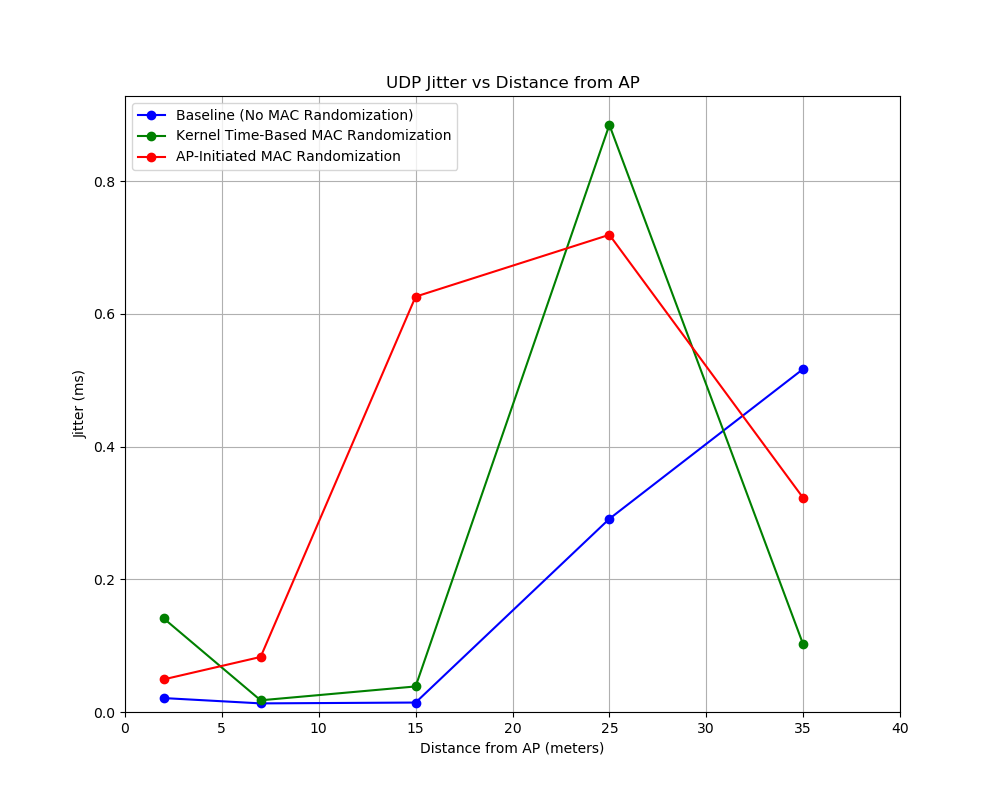 UDP Jitter vs Distance from AP
Baseline (No MAC Randomization)
Kernel Time-Based MAC Randomization
AP-Initiated MAC Randomization
Jitter (ms)
0.8
0.6
0.4
0.2
0.0
0 5 10 15 20 25 30 35 40
Distance from AP (meters)